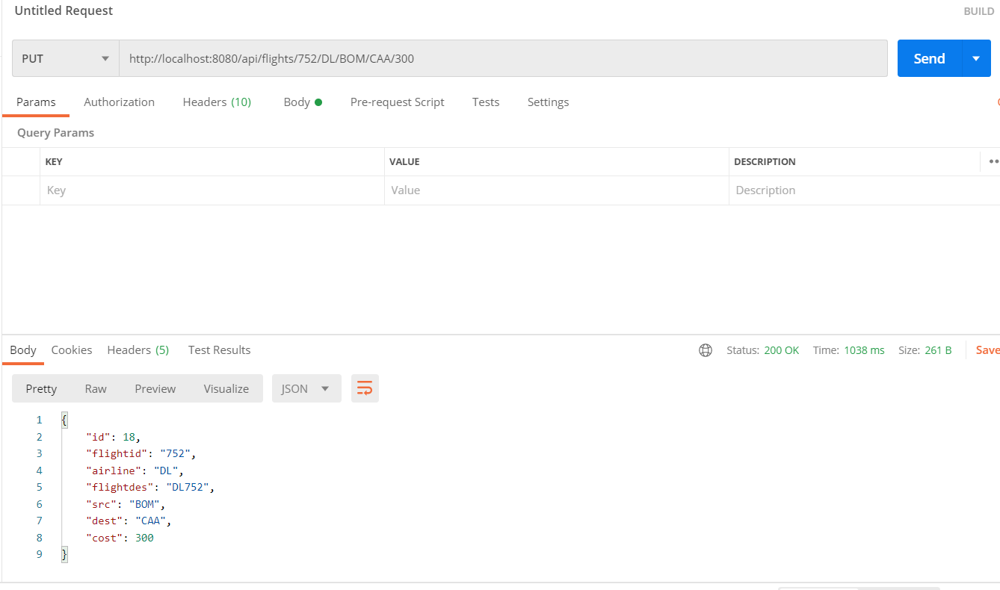 Untitled Request
BUILD
PUT
http://localhost:8080/api/flights/752/DL/BOM/CAA/300
Send
Params Authorization Headers (10) Body Pre-request Script Tests Settings
Query Params
KEY VALUE DESCRIPTION
Key Value Description
Body Cookies Headers (5) Test Results Status: 200 OK Time: 1038 ms Size: 261 B Save
Pretty Raw Preview Visualize JSON
1 {
2 "id": 18,
3 "flightid": "752",
4 "airline": "DL",
5 "flightdes": "DL752",
6 "src": "BOM",
7 "dest": "CAA",
8 "cost": 300
9 }